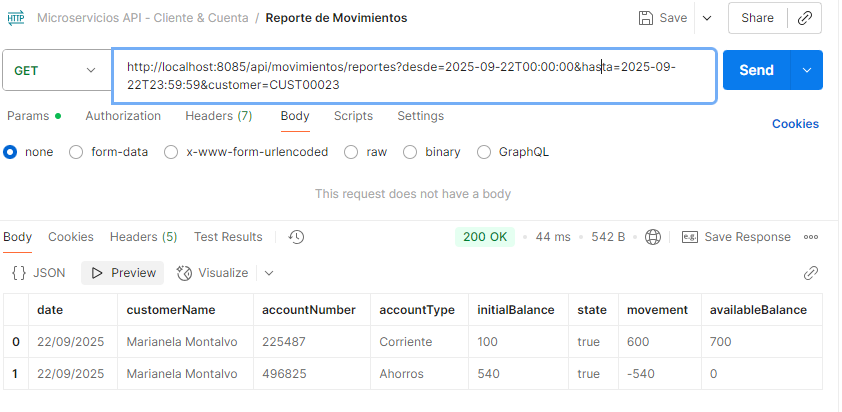 HTTP Microservicios API - Cliente & Cuenta / Reporte de Movimientos Save Share
GET http://localhost:8085/api/movimientos/reportes?desde=2025-09-22T00:00:00&hasta=2025-09-
22T23:59:59&customer=CUST00023 Send
Params Authorization Headers (7) Body Scripts Settings Cookies
none form-data x-www-form-urlencoded raw binary GraphQL
This request does not have a body
Body Cookies Headers (5) Test Results 200 OK 44 ms 542 B e.g. Save Response
{} JSON Preview Visualize
date customerName accountNumber accountType initialBalance state movement availableBalance
0 22/09/2025 Marianela Montalvo 225487 Corriente 100 true 600 700
1 22/09/2025 Marianela Montalvo 496825 Ahorros 540 true -540 0